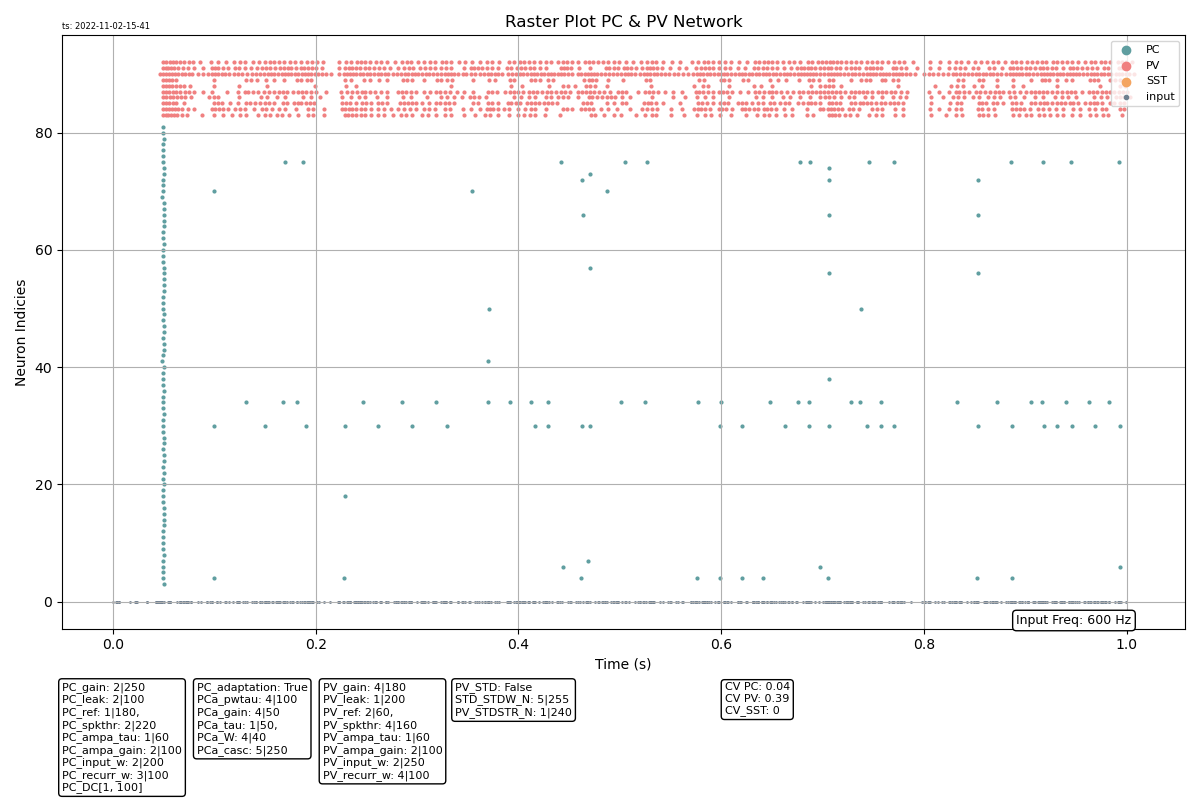 ts: 2022-11-02-15-41
Raster Plot PC & PV Network
PC
PV
SST
input
80
60
40
20
0
Neuron Indicies
Input Freq: 600 Hz
0.0 0.2 0.4 0.6 0.8 1.0
Time (s)
PC_gain: 2|250
PC_leak: 2|100
PC_ref: 1|180,
PC_spkthr: 2|220
PC_ampa_tau: 1|60
PC_ampa_gain: 2|100
PC_input_w: 2|200
PC_recurr_w: 3|100
PC_DC[1, 100]
PC_adaptation: True
PCa_pwtau: 4|100
PCa_gain: 4|50
PCa_tau: 1|50,
PCa_W: 4|40
PCa_casc: 5|250
PV_gain: 4|180
PV_leak: 1|200
PV_ref: 2|60,
PV_spkthr: 4|160
PV_ampa_tau: 1|60
PV_ampa_gain: 2|100
PV_input_w: 2|250
PV_recurr_w: 4|100
PV_STD: False
STD_STDW_N: 5|255
PV_STDSTR_N: 1|240
CV PC: 0.04
CV PV: 0.39
CV_SST: 0